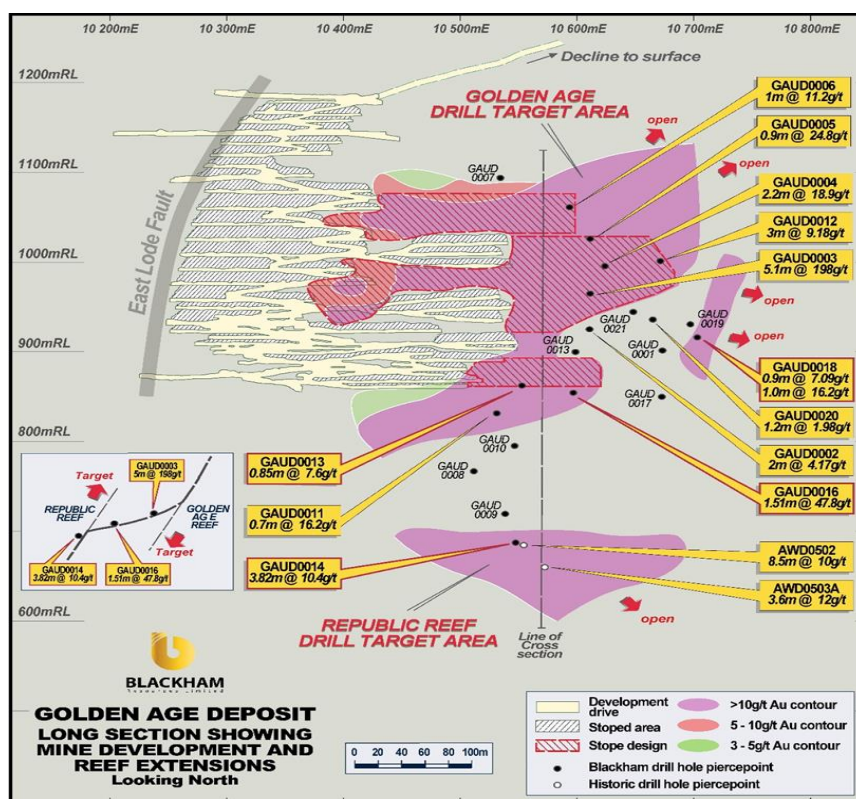 10 200mE
10 300mE
10 400mE
10 500mE
10 600mE
10 700mE
10 800mE
1200mRL
1100mRL
1000mRL
900mRL
800mRL
600mRL
Decline to surface
East Lode Fault
GOLDEN AGE
DRILL TARGET AREA
open
open
open
open
open
GAUD0006
1m @ 11.2g/t
GAUD0005
0.9m @ 24.8g/t
GAUD0004
2.2m @ 18.9g/t
GAUD0012
3m @ 9.18g/t
GAUD0003
5.1m @ 198g/t
GAUD
0007
GAUD
0021
GAUD
0019
GAUD
0013
GAUD
0001
GAUD
0017
GAUD
0010
GAUD
0008
GAUD
0009
GAUD0018
0.9m @ 7.09g/t
1.0m @ 16.2g/t
GAUD0020
1.2m @ 1.98g/t
GAUD0002
2m @ 4.17g/t
GAUD0016
1.51m @ 47.8g/t
AWD0502
8.5m @ 10g/t
AWD0503A
3.6m @ 12g/t
GAUD0013
0.85m @ 7.6g/t
GAUD0011
0.7m @ 16.2g/t
GAUD0014
3.82m @ 10.4g/t
Target
GAUD0003
5m @ 198g/t
REPUBLIC
REEF
GOLDEN
AGE
REEF
Target
GAUD0014
3.82m @ 10.4g/t
GAUD0016
1.51m @ 47.8g/t
REPUBLIC REEF
DRILL TARGET AREA
Line of
Cross
section
BLACKHAM
Resources Limited
GOLDEN AGE DEPOSIT
LONG SECTION SHOWING
MINE DEVELOPMENT AND
REEF EXTENSIONS
Looking North
0 20 40 60 80 100m
Development
drive
Stoped area
Stope design
>10g/t Au contour
5 - 10g/t Au contour
3 - 5g/t Au contour
Blackham drill hole piercepoint
Historic drill hole piercepoint